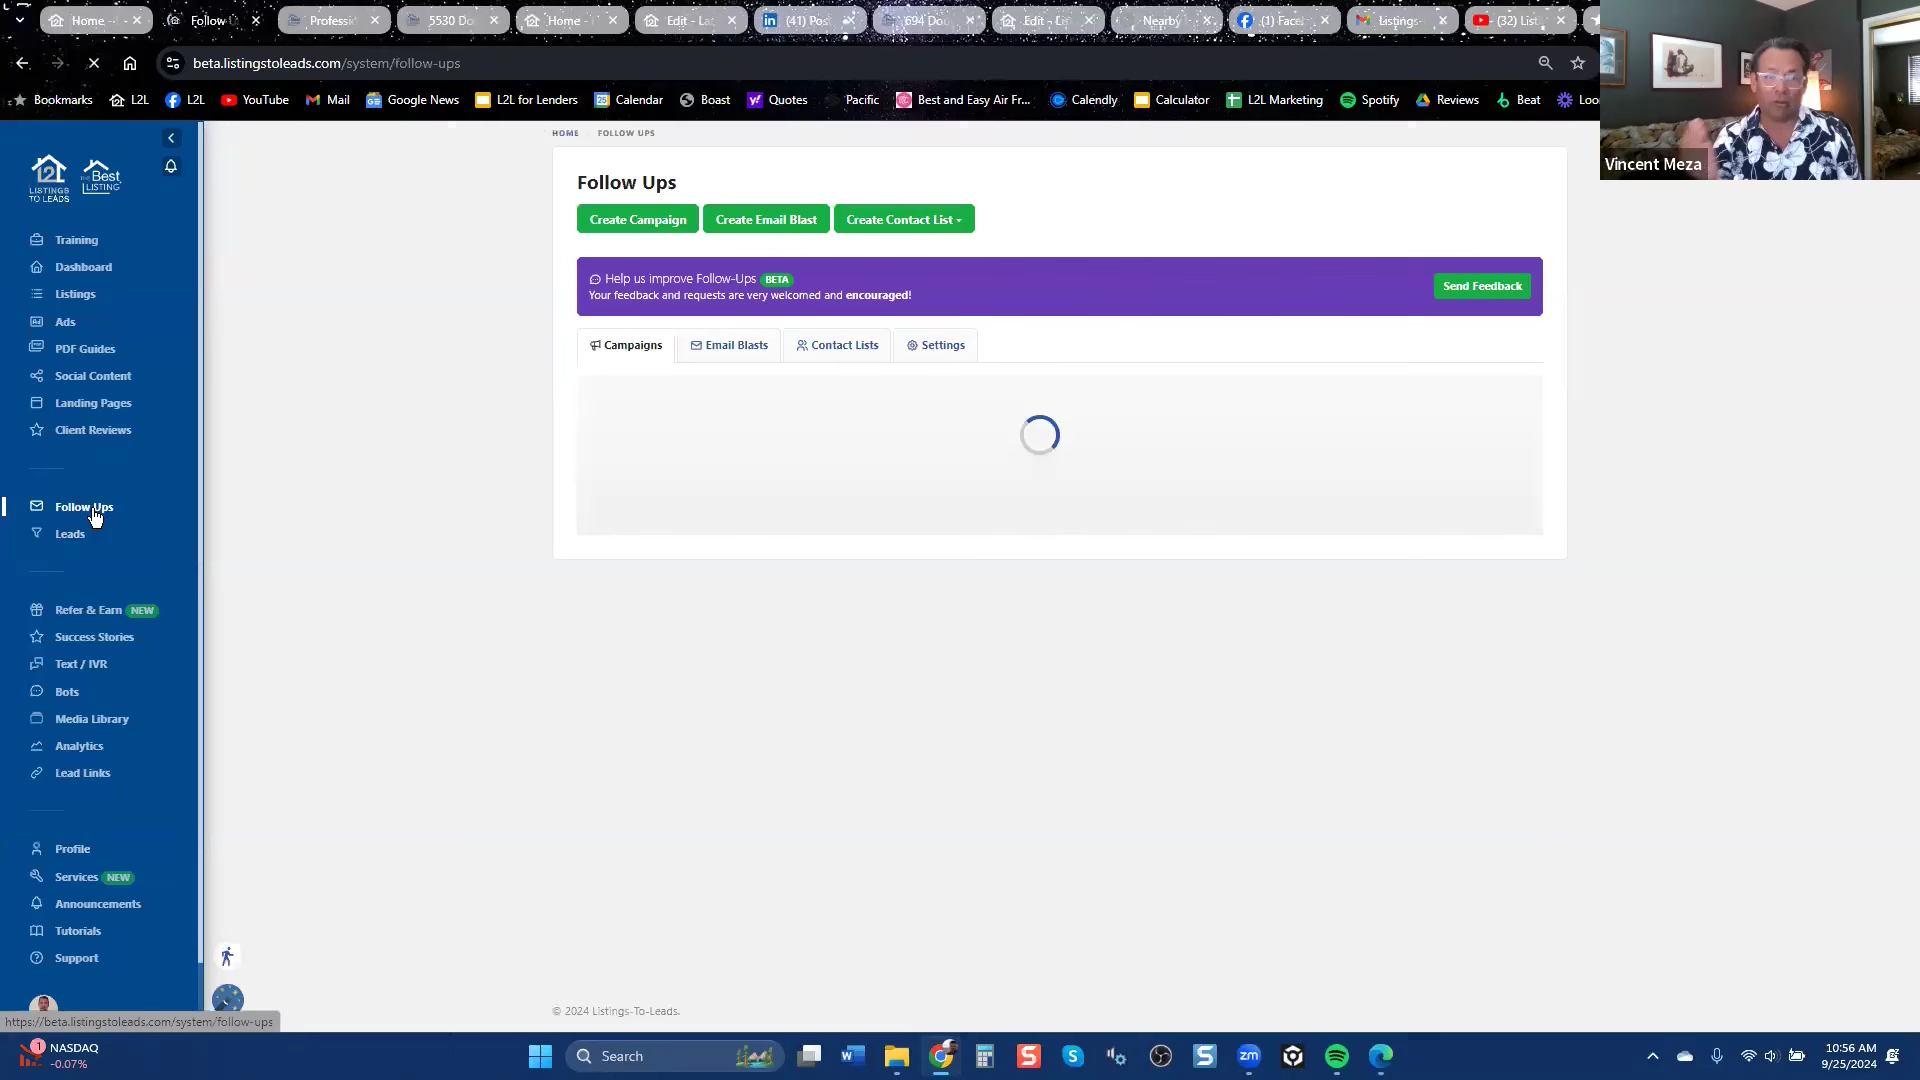 Home -
Follow
Professi
5530 Do
Home -
Edit - La
(41) Pos
694 Dou
Edit - Li
Nearby
(1) Face
Listings-
(32) List
beta.listingstoleads.com/system/follow-ups
Bookmarks
L2L
L2L
YouTube
Mail
Google News
L2L for Lenders
Calendar
Boast
Quotes
Pacific
Best and Easy Air Fr...
Calendly
Calculator
L2L Marketing
Spotify
Reviews
Beat
Loo
Vincent Meza
L2L
LISTINGS
TO LEADS
THE Best
LISTING
Training
Dashboard
Listings
Ads
PDF Guides
Social Content
Landing Pages
Client Reviews
Follow Ups
Leads
Refer & Earn NEW
Success Stories
Text / IVR
Bots
Media Library
Analytics
Lead Links
Profile
Services NEW
Announcements
Tutorials
Support
HOME FOLLOW UPS
Follow Ups
Create Campaign
Create Email Blast
Create Contact List
Help us improve Follow-Ups BETA
Your feedback and requests are very welcomed and encouraged!
Send Feedback
Campaigns
Email Blasts
Contact Lists
Settings
© 2024 Listings-To-Leads.
https://beta.listingstoleads.com/system/follow-ups
1
NASDAQ
-0.07%
Search
zm
10:56 AM
9/25/2024